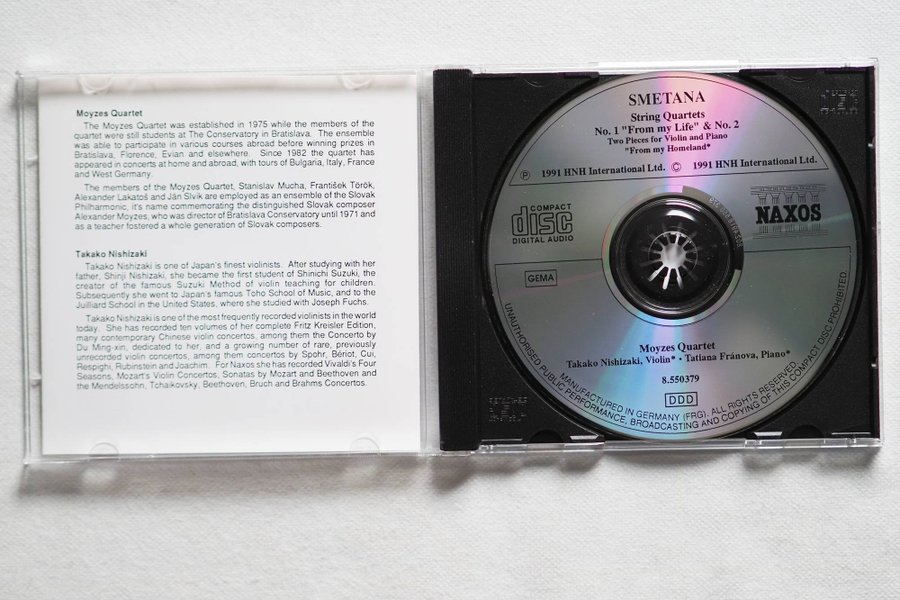 Moyzes Quartet
The Moyzes Quartet was established in 1975 while the members of the
quartet were still students at The Conservatory in Bratislava. The ensemble
was able to participate in various courses abroad before winning prizes in
Bratislava, Florence, Evian and elsewhere. Since 1982 the quartet has
appeared in concerts at home and abroad, with tours of Bulgaria, Italy, France
and West Germany.
The members of the Moyzes Quartet, Stanislav Mucha, František Török,
Alexander Lakatoš and Ján Slvik are employed as an ensemble of the Slovak
Philharmonic, it's name commemorating the distinguished Slovak composer
Alexander Moyzes, who was director of Bratislava Conservatory until 1971 and
as a teacher fostered a whole generation of Slovak composers.
Takako Nishizaki
Takako Nishizaki is one of Japan's finest violinists. After studying with her
father, Shinji Nishizaki, she became the first student of Shinichi Suzuki, the
creator of the famous Suzuki Method of violin teaching for children.
Subsequently she went to Japan's famous Toho School of Music, and to the
Juilliard School in the United States, where she studied with Joseph Fuchs.
Takako Nishizaki is one of the most frequently recorded violinists in the world
today. She has recorded ten volumes of her complete Fritz Kreisler Edition,
many contemporary Chinese violin concertos, among them the Concerto by
Du Ming-xin, dedicated to her, and a growing number of rare, previously
unrecorded violin concertos, among them concertos by Spohr, Bériot, Cui,
Respighi, Rubinstein and Joachim. For Naxos she has recorded Vivaldi's Four
Seasons, Mozart's Violin Concertos, Sonatas by Mozart and Beethoven and
the Mendelssohn, Tchaikovsky, Beethoven, Bruch and Brahms Concertos.
SMETANA
String Quartets
No. 1 "From my Life" & No. 2
Two Pieces for Violin and Piano
"From my Homeland*
Ⓟ 1991 HNH International Ltd. © 1991 HNH International Ltd.
COMPACT
disc
DIGITAL AUDIO
NAXOS
GEMA
Moyzes Quartet
Takako Nishizaki, Violin* • Tatiana Fránova, Piano*
8.550379
DDD
MANUFACTURED IN GERMANY (FRG). ALL RIGHTS RESERVED
UNAUTHORISED PUBLIC PERFORMANCE, BROADCASTING AND COPYING OF THIS COMPACT DISC PROHIBITED.